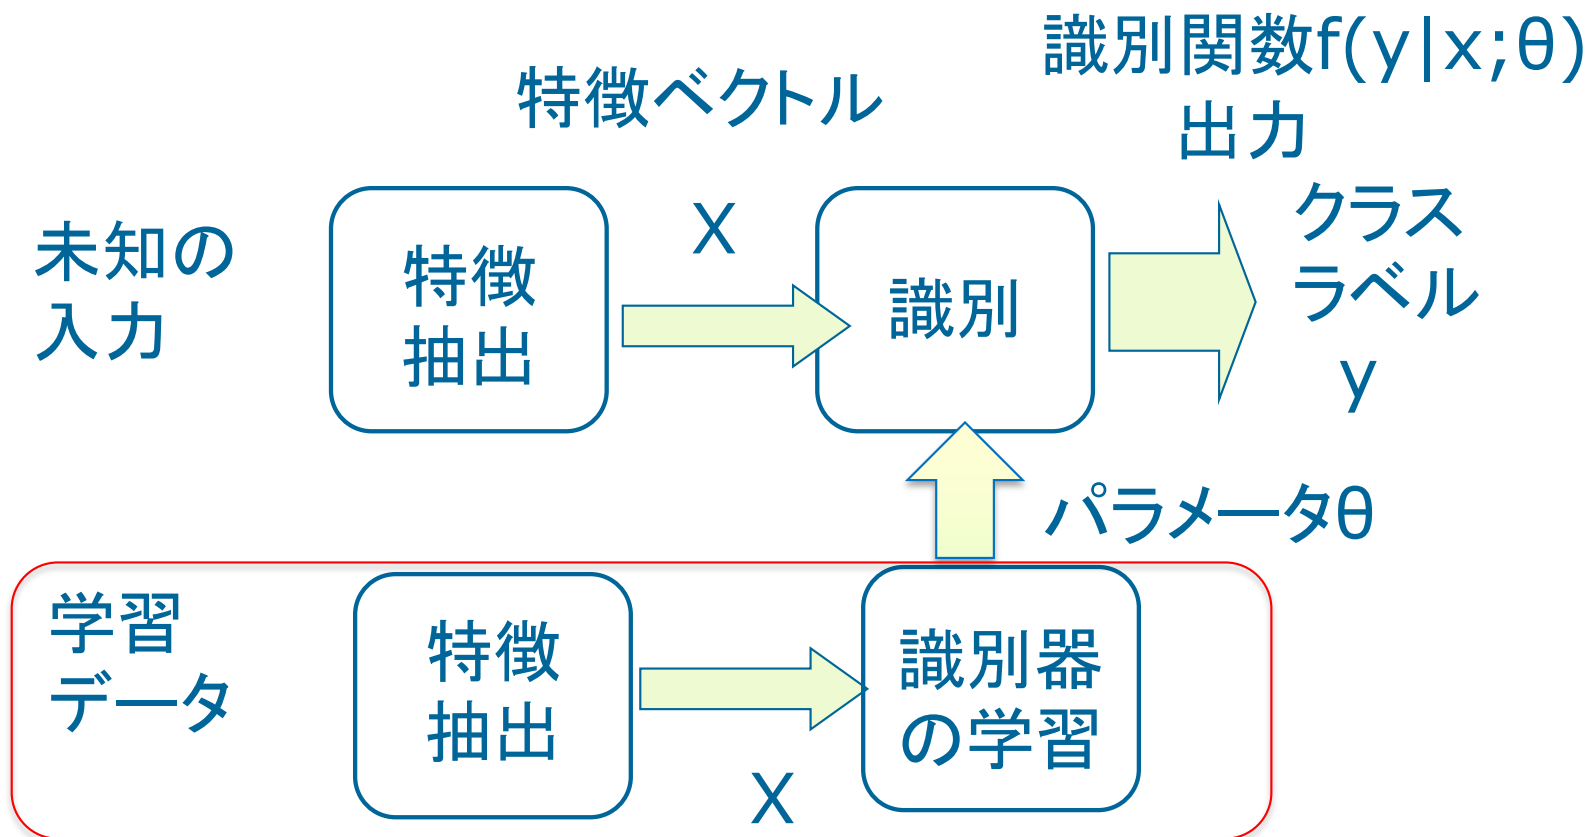 識別関数f(y|x;θ)
出力
特徴ベクトル
クラス
ラベル
y
未知の
入力
特徴
抽出
X
識別
パラメータθ
学習
データ
特徴
抽出
X
識別器
の学習